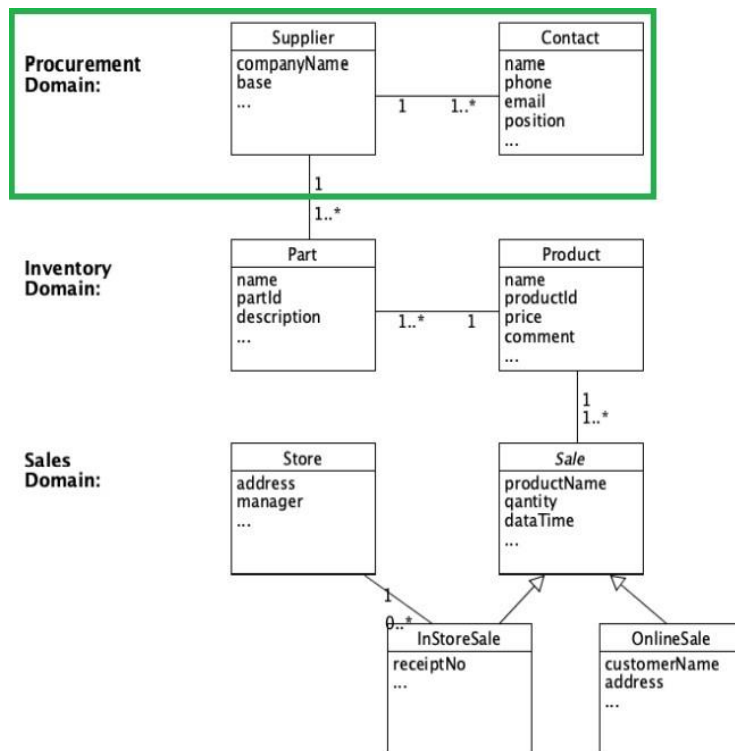 Procurement
Domain:
Supplier
companyName
base
...
1
1..*
Contact
name
phone
email
position
...
1
1..*
Inventory
Domain:
Part
name
partId
description
...
1..*
1
Product
name
productId
price
comment
...
1
1..*
Sales
Domain:
Store
address
manager
...
Sale
productName
qantity
dataTime
...
1
0..*
InStoreSale
receiptNo
...
OnlineSale
customerName
address
...